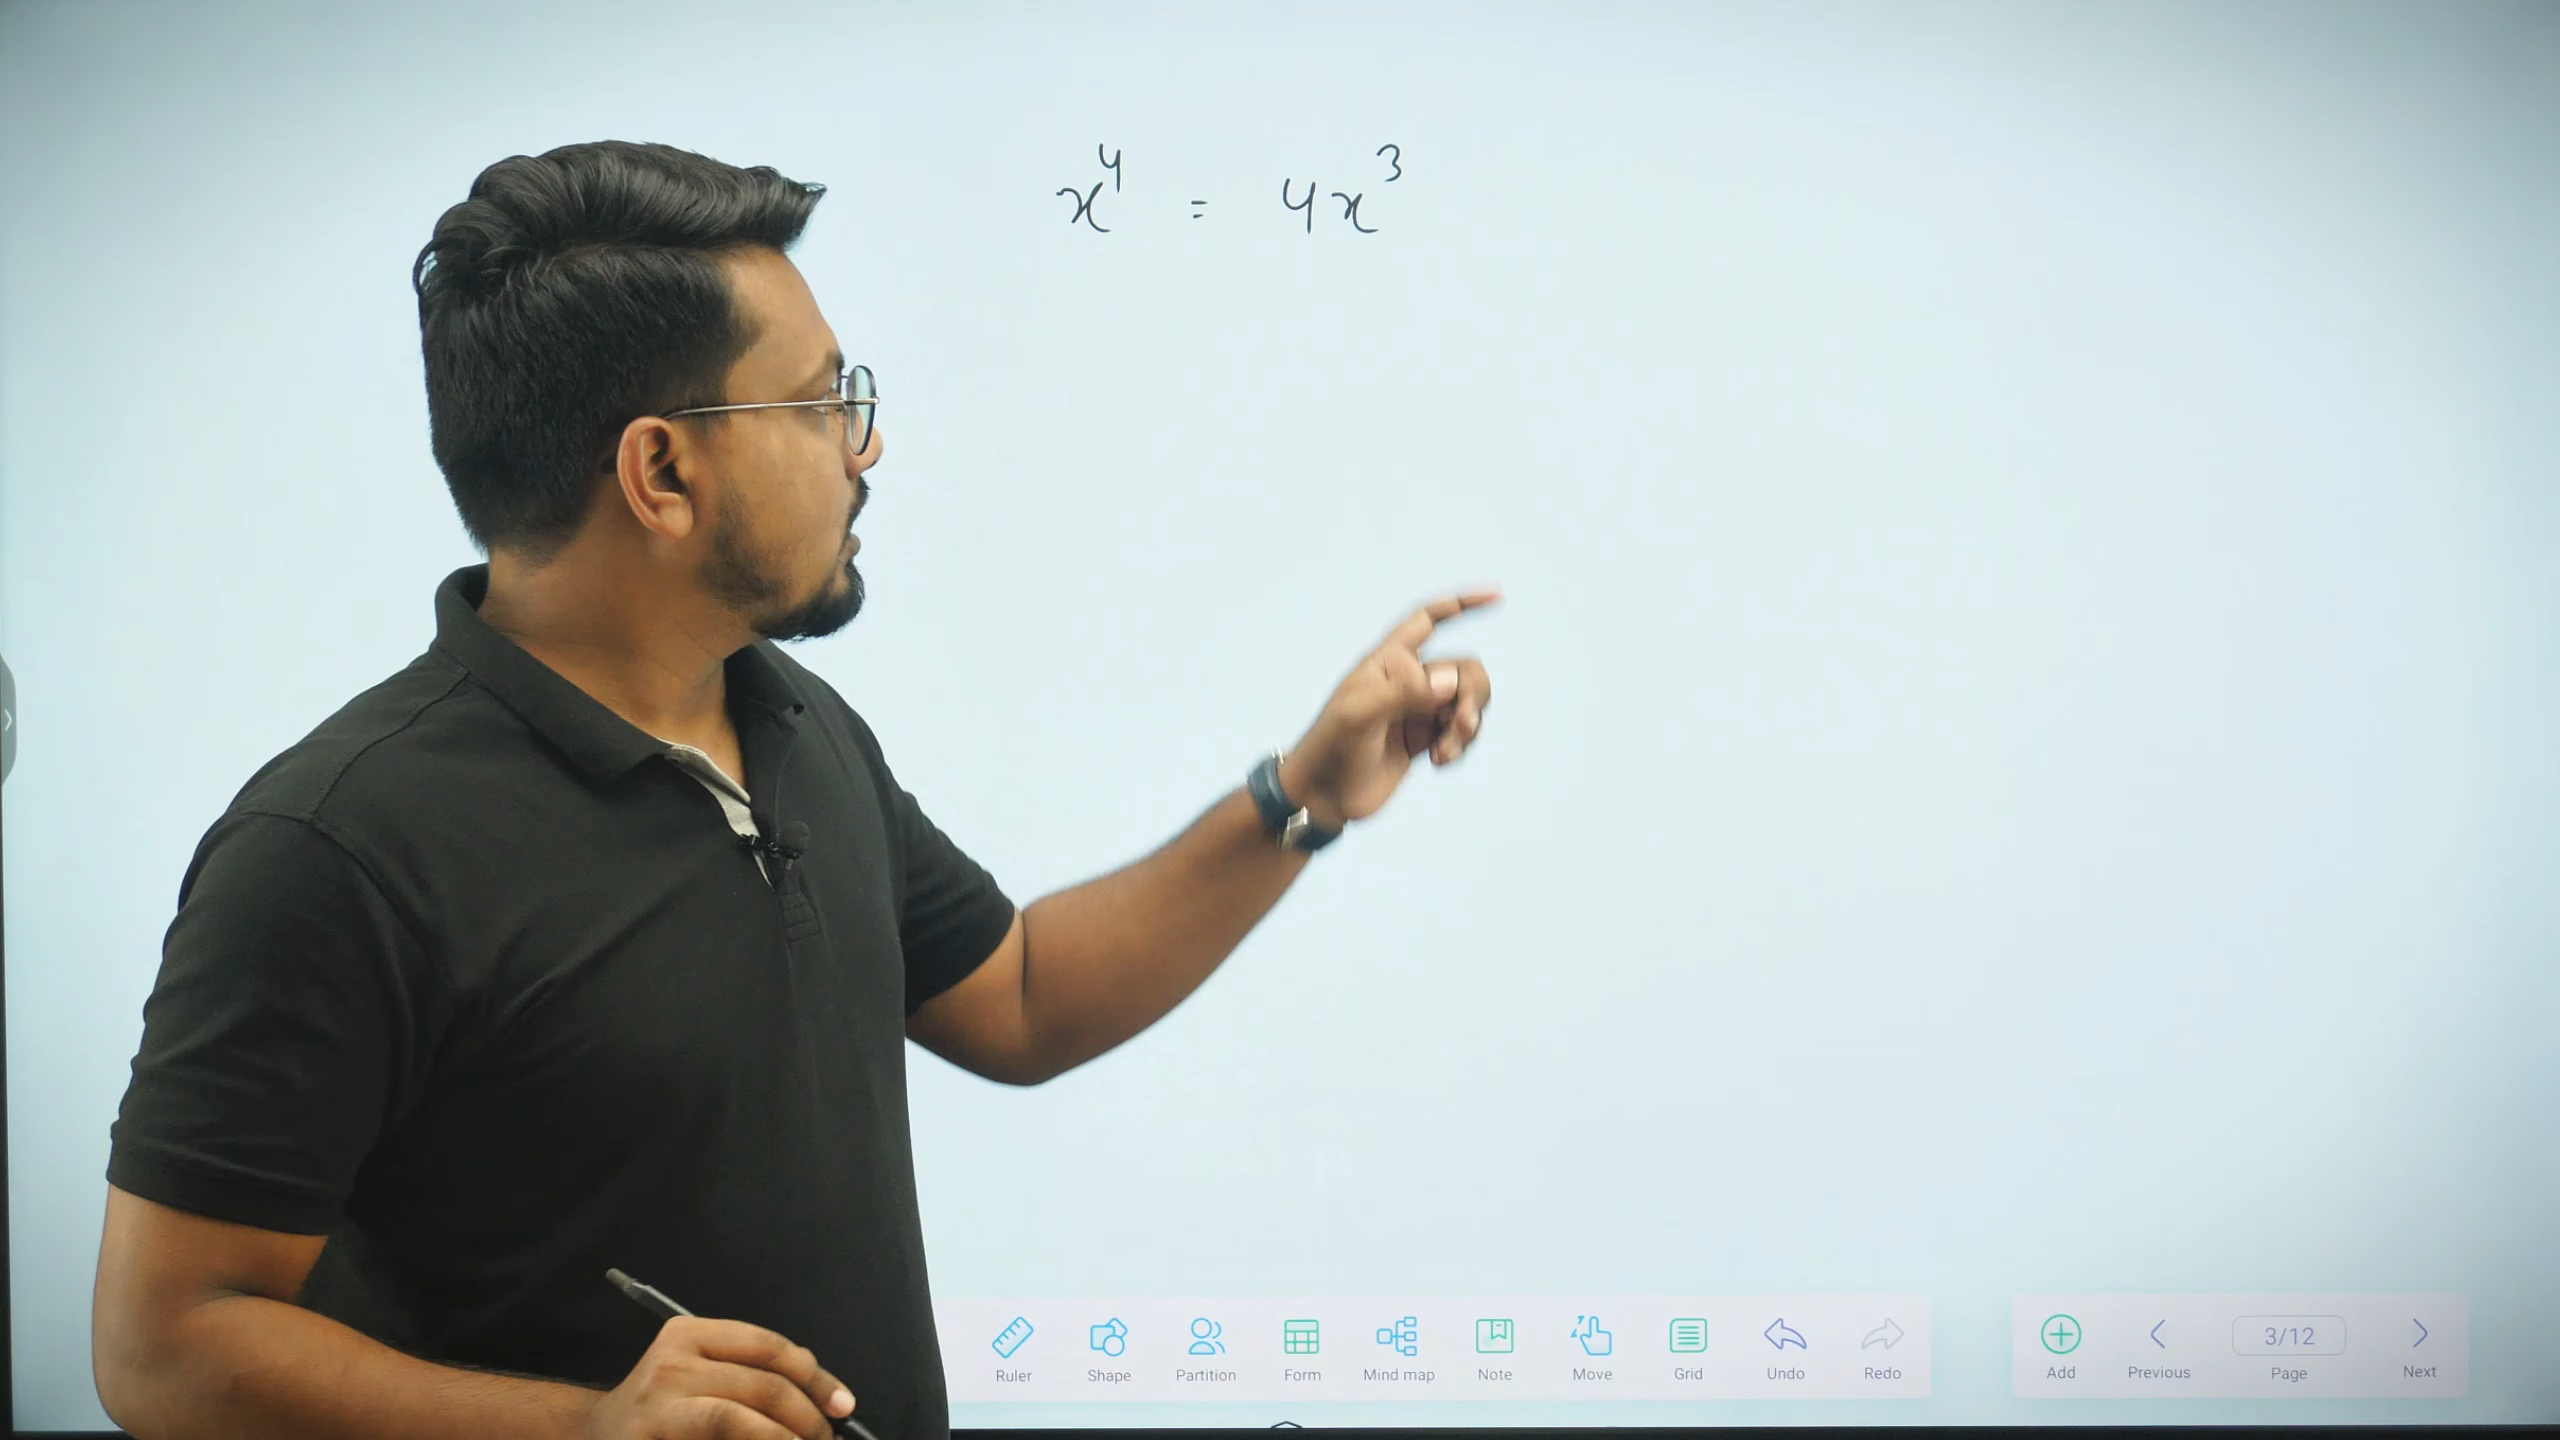 x⁴ = 4x³
Ruler Shape Partition Form Mind map Note Move Grid Undo Redo Add Previous 3/12 Page Next